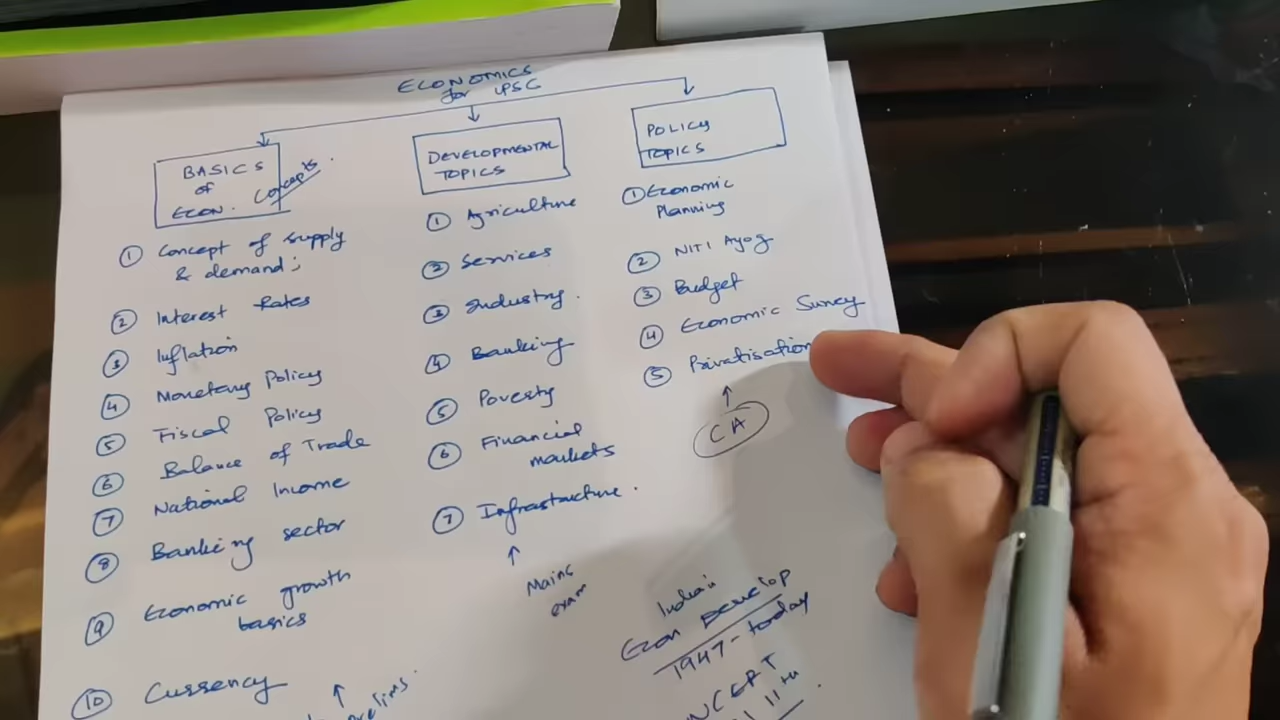 ECONOMICS
for UPSC
BASICS
of
ECON. Concepts.
① Concept of supply
& demand;
② Interest Rates
③ Inflation
④ Monetary Policy
⑤ Fiscal Policy
⑥ Balance of Trade
⑦ National Income
⑧ Banking sector
⑨ Economic growth
basics
⑩ Currency
Prelims.
DEVELOPMENTAL
TOPICS
① Agriculture
② Services
③ Industry.
④ Banking
⑤ Poverty
⑥ Financial
markets
⑦ Infrastructure.
Mains
exam
POLICY
TOPICS
① Economic
Planning
② NITI Ayog
③ Budget
④ Economic Survey
⑤ Privatisation
CA
Indian
Econ Develop
1947-today
NCERT
11th.